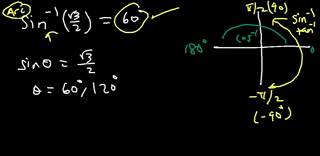 Arc
sin⁻¹(√3/2) = 60°
sinθ = √3/2
θ = 60°, 120°
π/2 (90)
sin⁻¹
tan⁻¹
cos⁻¹
180°
0
-π/2
(-90°)